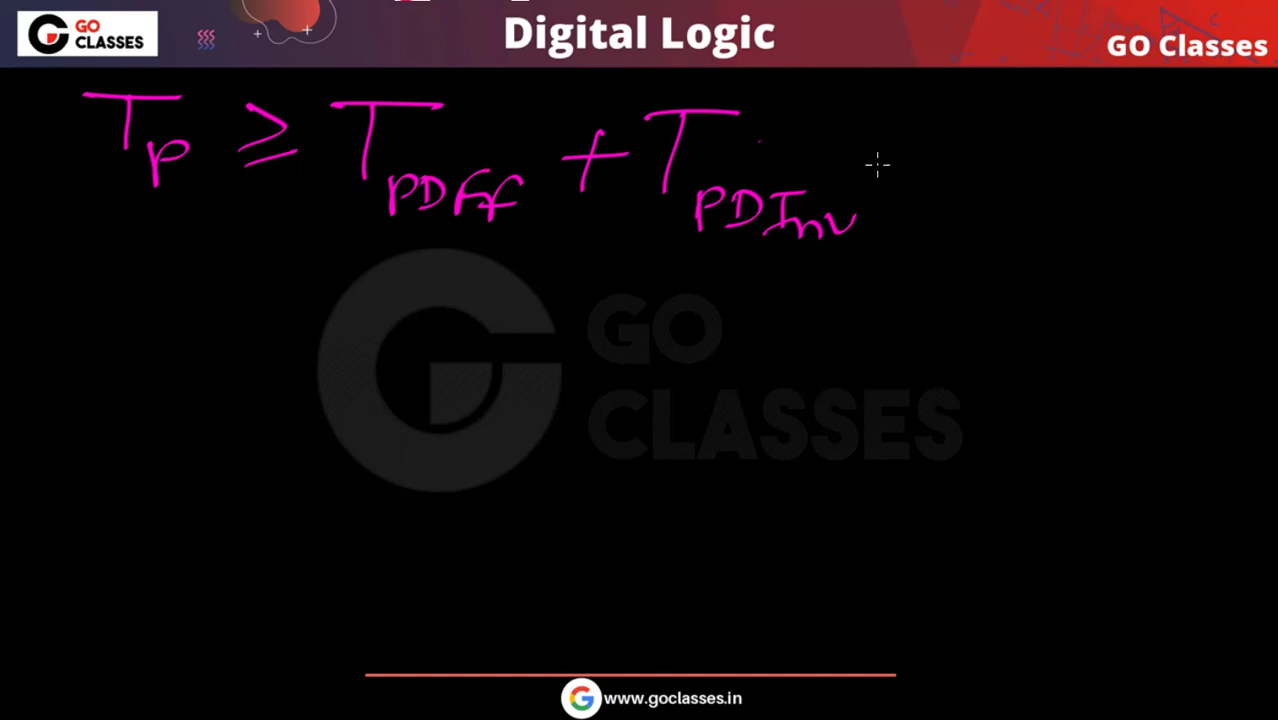 GO CLASSES
Digital Logic
GO Classes
Tp ≥ TPDFF + TPDInv
GO
CLASSES
www.goclasses.in